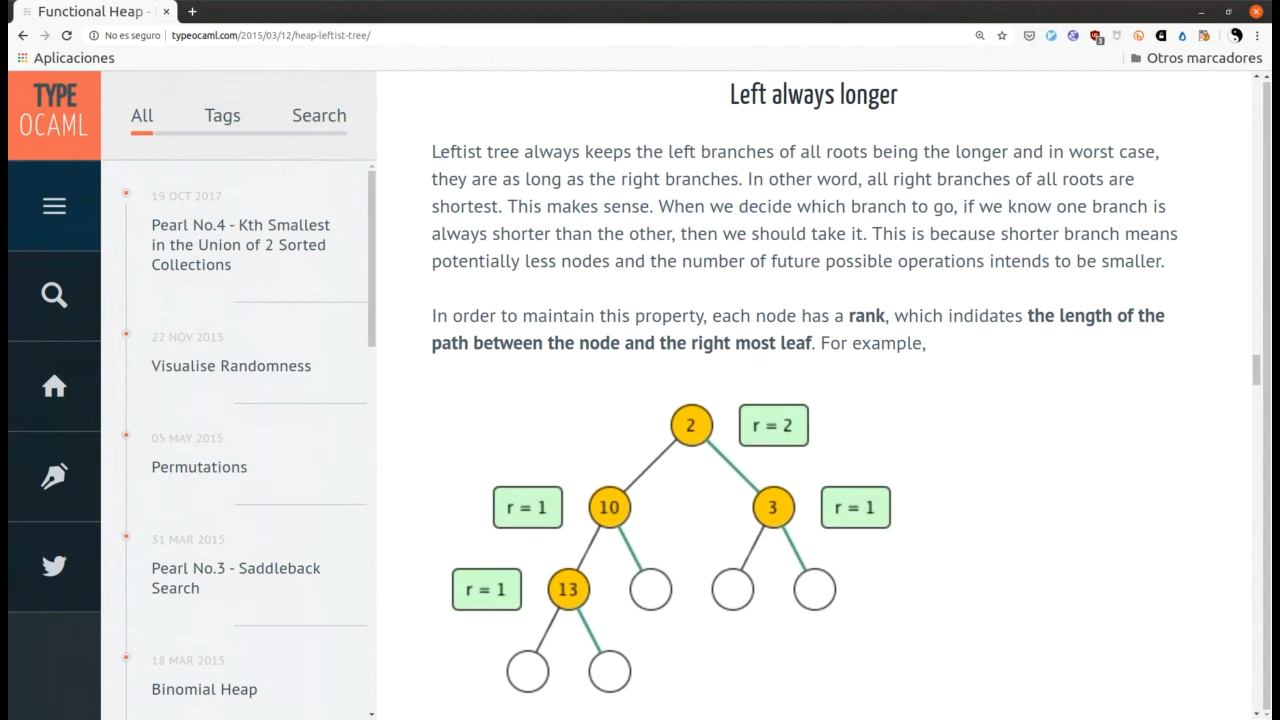 Functional Heap -
No es seguro
typeocaml.com/2015/03/12/heap-leftist-tree/
Aplicaciones
Otros marcadores
TYPE
OCAML
All
Tags
Search
19 OCT 2017
Pearl No.4 - Kth Smallest
in the Union of 2 Sorted
Collections
22 NOV 2015
Visualise Randomness
05 MAY 2015
Permutations
31 MAR 2015
Pearl No.3 - Saddleback
Search
18 MAR 2015
Binomial Heap
Left always longer
Leftist tree always keeps the left branches of all roots being the longer and in worst case,
they are as long as the right branches. In other word, all right branches of all roots are
shortest. This makes sense. When we decide which branch to go, if we know one branch is
always shorter than the other, then we should take it. This is because shorter branch means
potentially less nodes and the number of future possible operations intends to be smaller.
In order to maintain this property, each node has a rank, which indidates the length of the
path between the node and the right most leaf. For example,
2
r = 2
r = 1
10
3
r = 1
r = 1
13